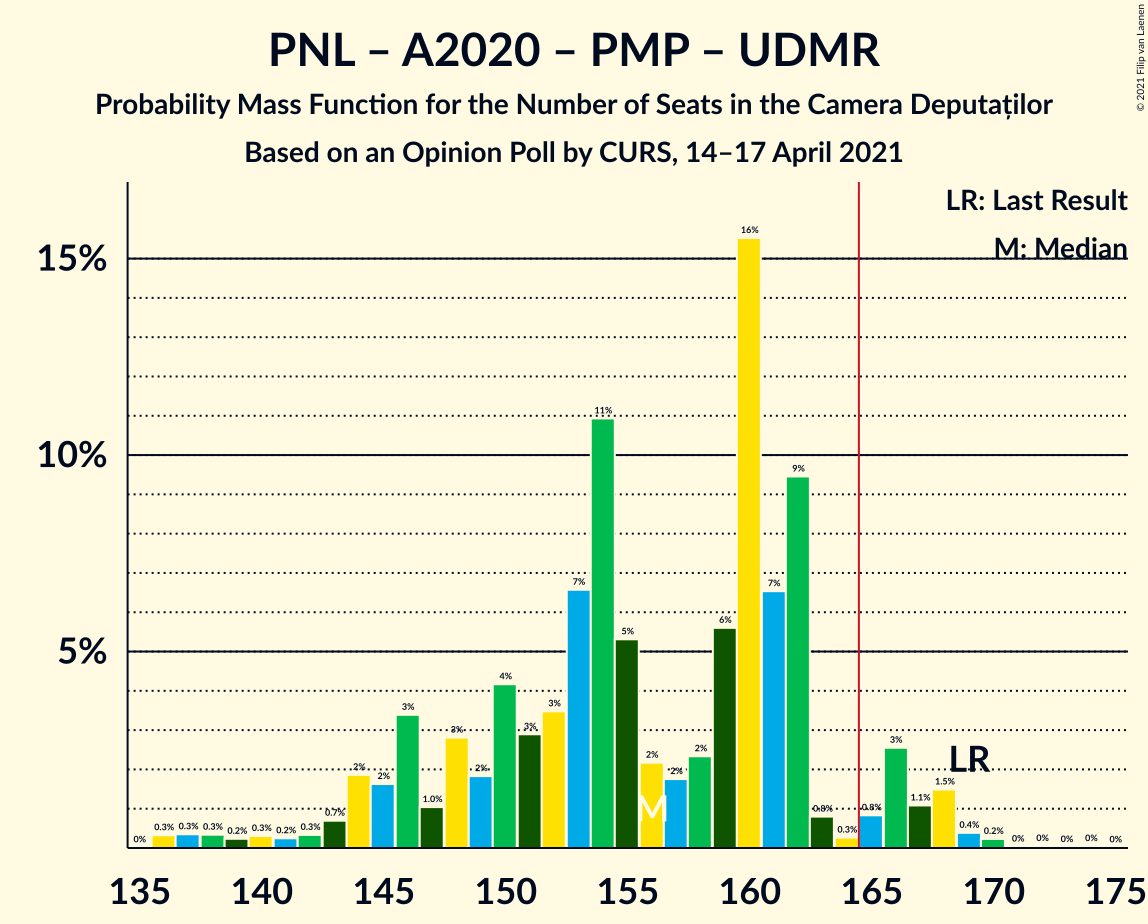 PNL – A2020 – PMP – UDMR
Probability Mass Function for the Number of Seats in the Camera Deputaților
Based on an Opinion Poll by CURS, 14–17 April 2021
© 2021 Filip van Laenen
LR: Last Result
M: Median
15%
10%
5%
0% 0.3% 0.3% 0.3% 0.2% 0.3% 0.2% 0.3% 0.7% 2% 2% 3% 1.0% 3% 2% 4% 3% 3% 7% 11% 5% 2% 2% 2% 6% 16% 7% 9% 0.8% 0.3% 0.8% 3% 1.1% 1.5% 0.4% 0.2% 0% 0% 0% 0% 0%
M
LR
135 140 145 150 155 160 165 170 175